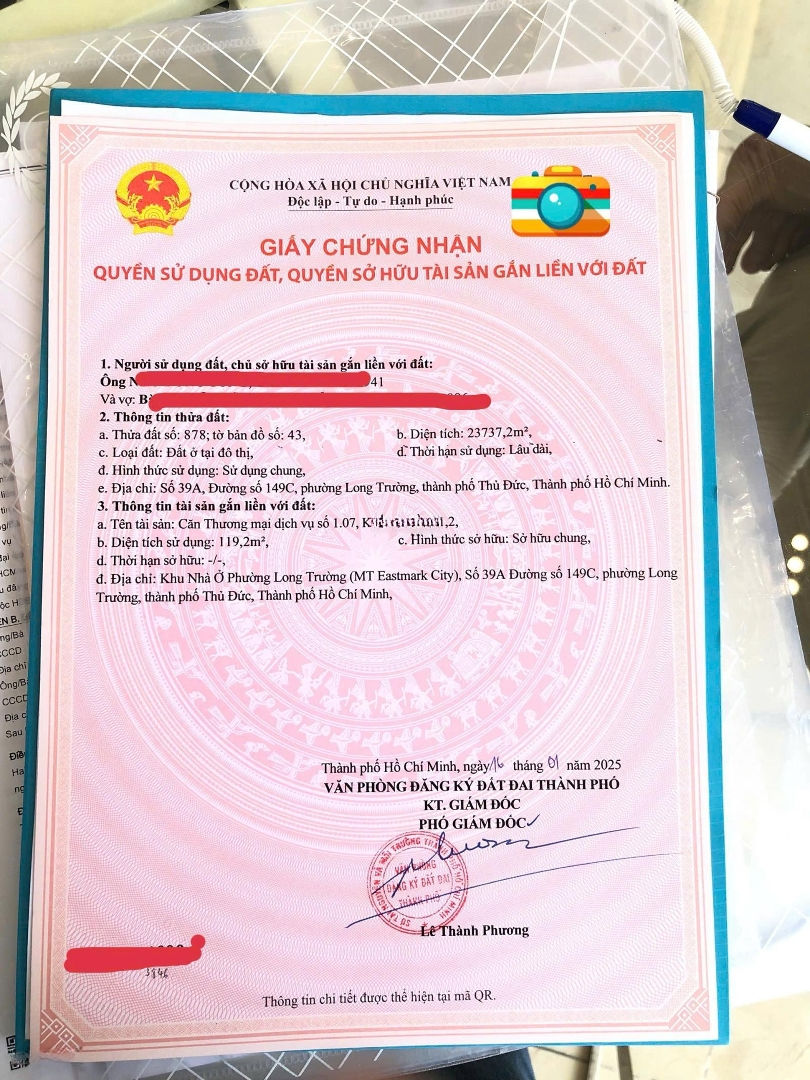 CỘNG HÒA XÃ HỘI CHỦ NGHĨA VIỆT NAM
Độc lập - Tự do - Hạnh phúc
GIẤY CHỨNG NHẬN
QUYỀN SỬ DỤNG ĐẤT, QUYỀN SỞ HỮU TÀI SẢN GẮN LIỀN VỚI ĐẤT
1. Người sử dụng đất, chủ sở hữu tài sản gắn liền với đất:
Ông N 41
Và vợ: Bà
2. Thông tin thửa đất:
a. Thửa đất số: 878; tờ bản đồ số: 43, b. Diện tích: 23737,2m²,
c. Loại đất: Đất ở tại đô thị, d. Thời hạn sử dụng: Lâu dài,
đ. Hình thức sử dụng: Sử dụng chung,
e. Địa chỉ: Số 39A, Đường số 149C, phường Long Trường, thành phố Thủ Đức, Thành phố Hồ Chí Minh.
3. Thông tin tài sản gắn liền với đất:
a. Tên tài sản: Căn Thương mại dịch vụ số 1.07,
b. Diện tích sử dụng: 119,2m², c. Hình thức sở hữu: Sở hữu chung,
d. Thời hạn sở hữu: -/-,
đ. Địa chỉ: Khu Nhà Ở Phường Long Trường (MT Eastmark City), Số 39A Đường số 149C, phường Long
Trường, thành phố Thủ Đức, Thành phố Hồ Chí Minh,
Thành phố Hồ Chí Minh, ngày 16 tháng 01 năm 2025
VĂN PHÒNG ĐĂNG KÝ ĐẤT ĐAI THÀNH PHỐ
KT. GIÁM ĐỐC
PHÓ GIÁM ĐỐC
VĂN PHÒNG
ĐĂNG KÝ ĐẤT ĐAI
THÀNH PHỐ
Lê Thành Phương
3846
Thông tin chi tiết được thể hiện tại mã QR.